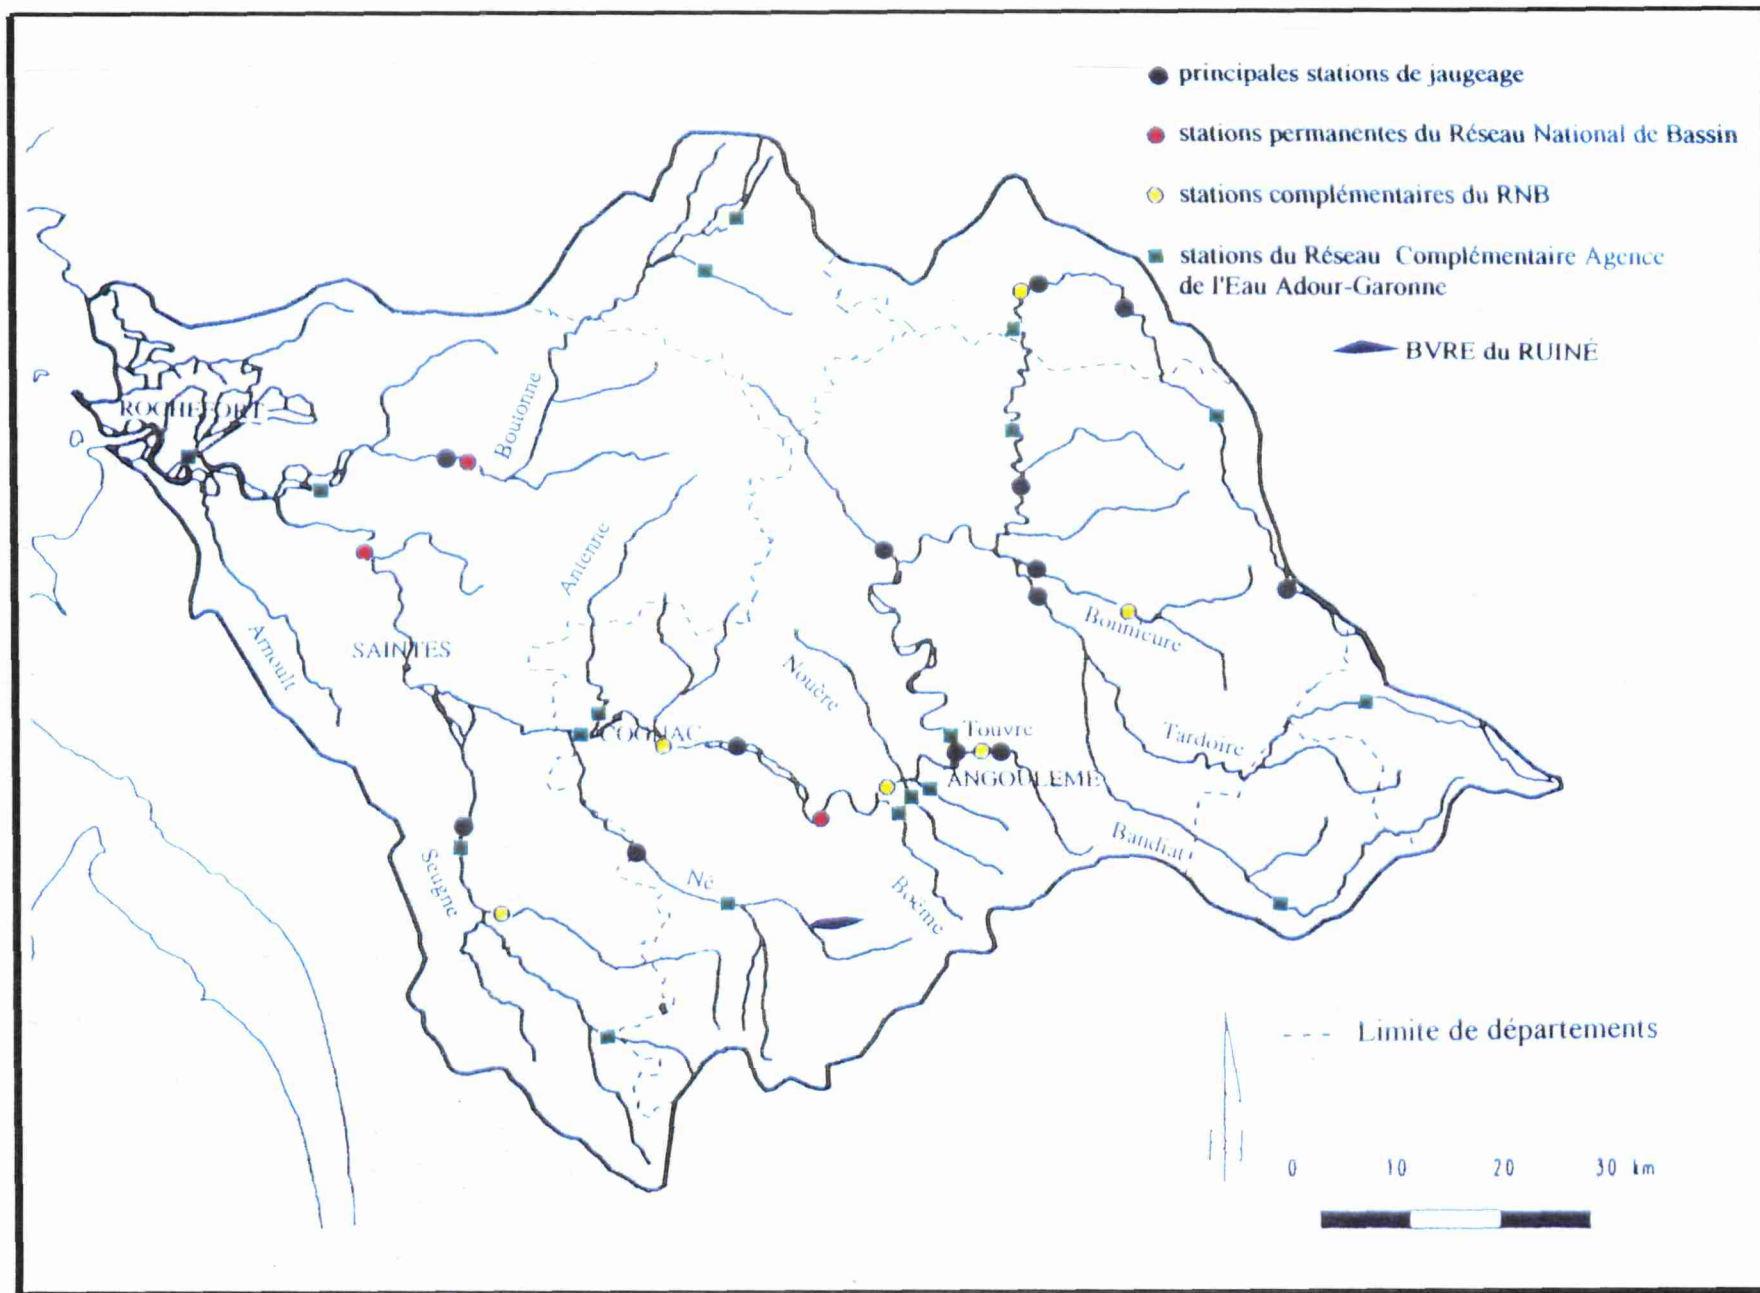 principales stations de jaugeage
stations permanentes du Réseau National de Bassin
stations complémentaires du RNB
stations du Réseau Complémentaire Agence
de l'Eau Adour-Garonne
BVRE du RUINÉ
ROCHEFORT
Boutonne
Antenne
Arnoult
SAINTES
Nouère
Bonnieure
COGNAC
Touvre
Tardoire
ANGOULEME
Bandiat
Seugne
Né
Boëme
Limite de départements
0 10 20 30 km